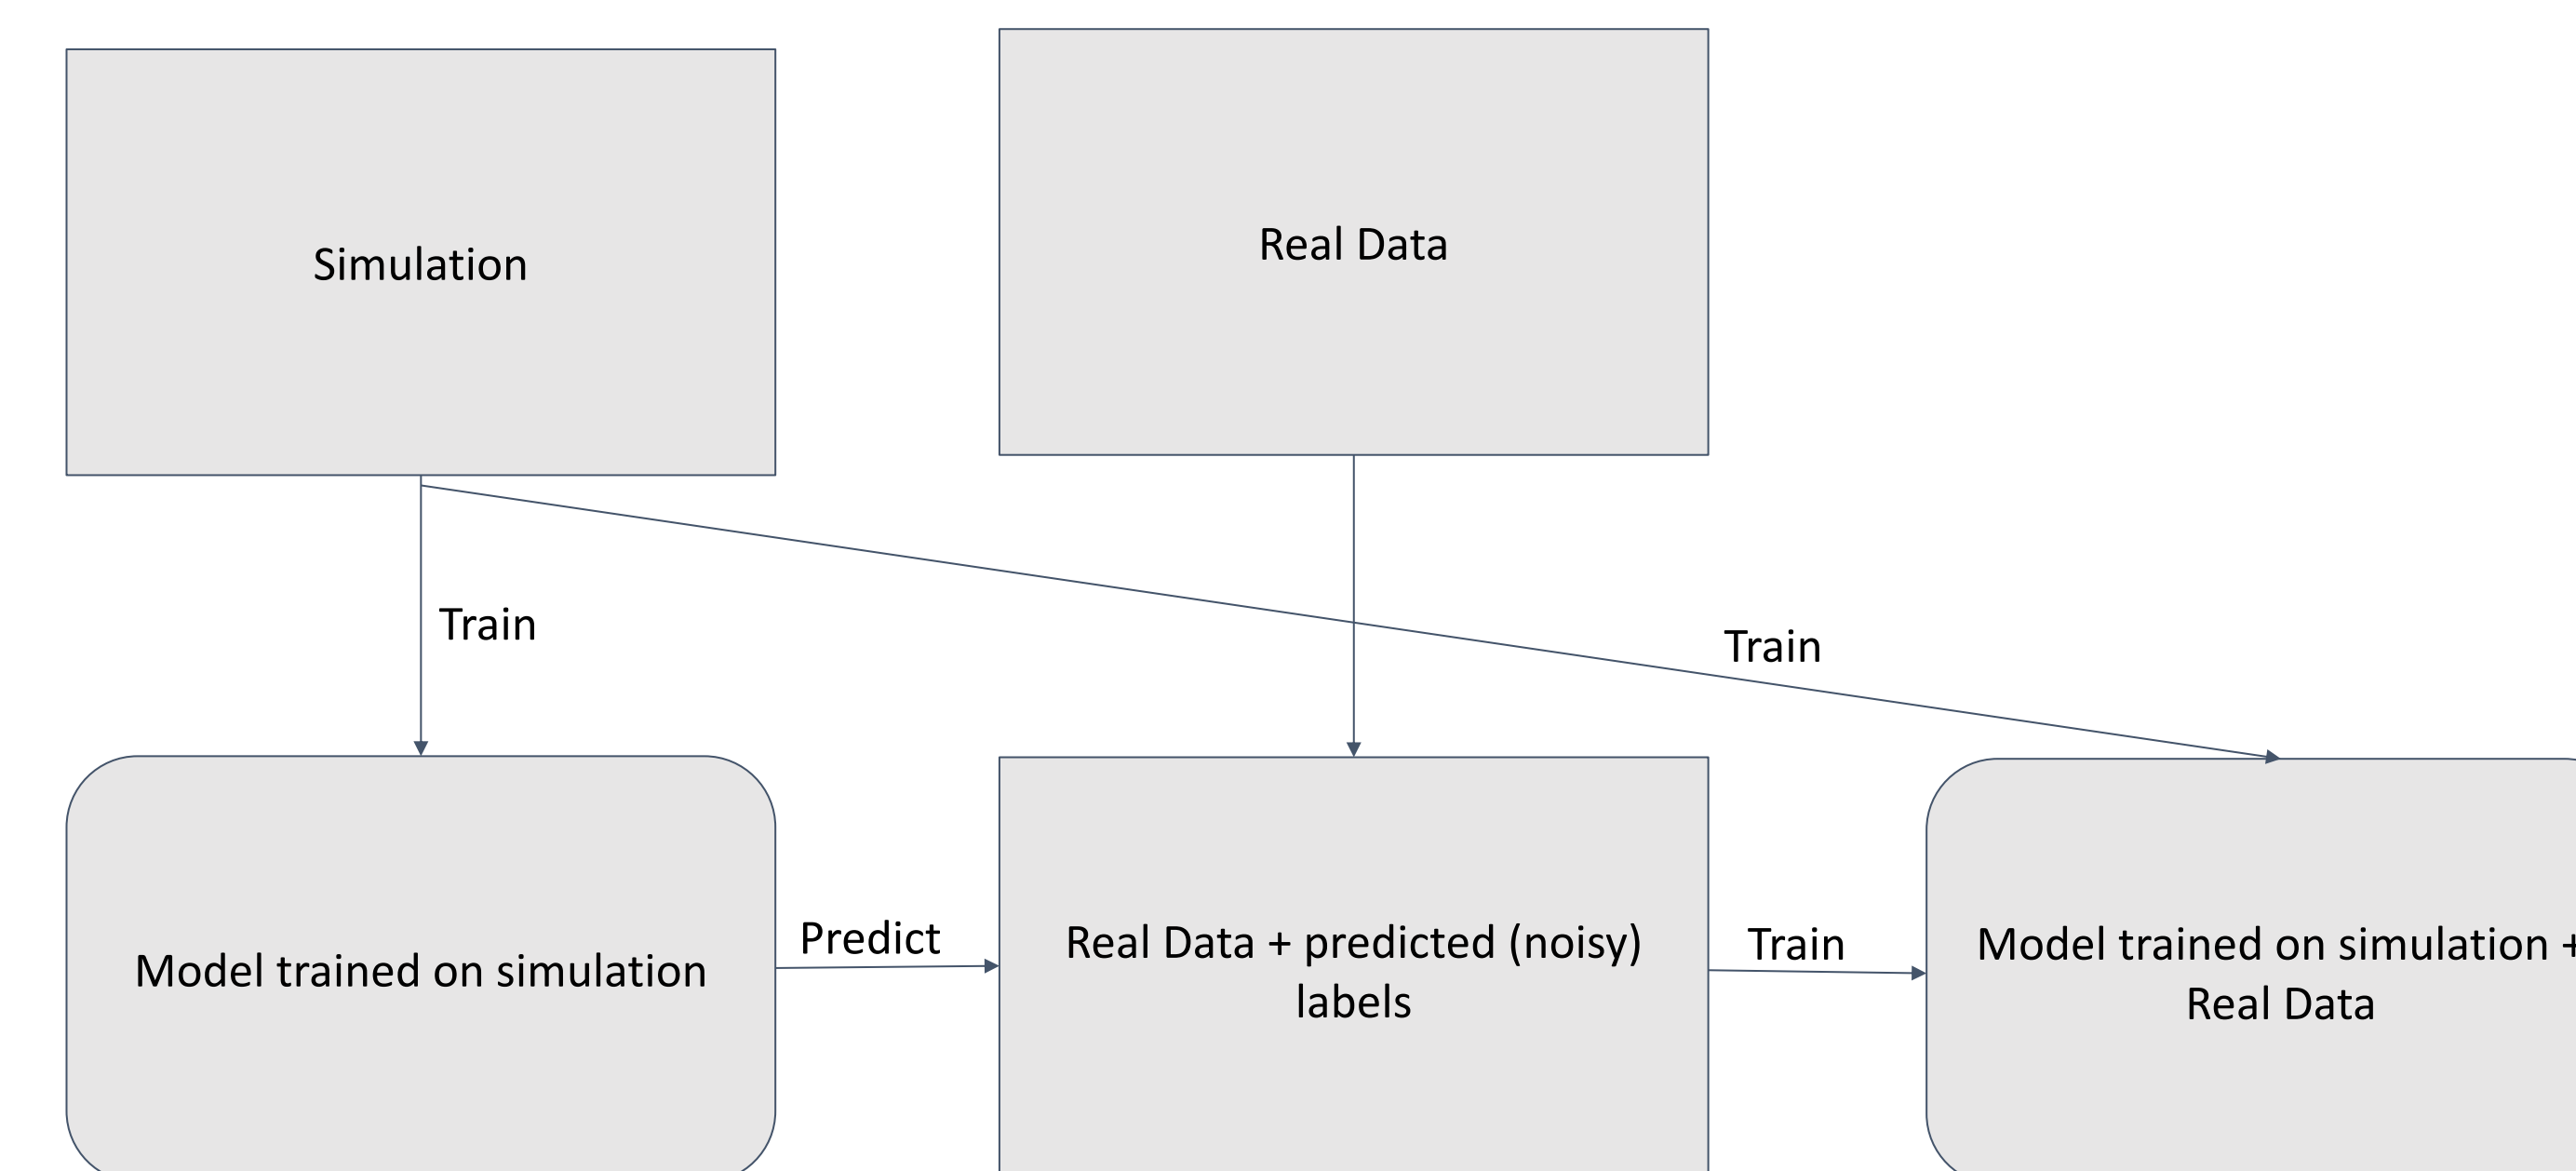 Simulation
Real Data
Train
Train
Model trained on simulation
Predict
Real Data + predicted (noisy)
labels
Train
Model trained on simulation +
Real Data